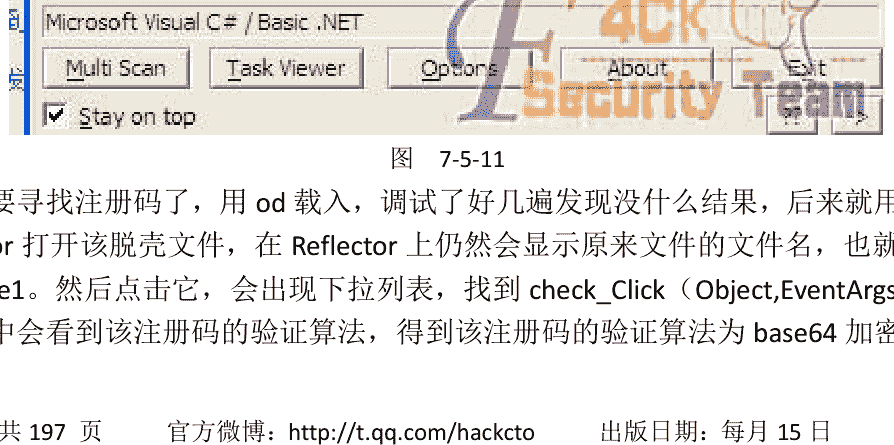 Microsoft Visual C# / Basic .NET
Multi Scan Task Viewer Options About Exit
Stay on top ?? ->
4CK
Security Team
图 7-5-11
要寻找注册码了，用 od 载入，调试了好几遍发现没什么结果，后来就用
or 打开该脱壳文件，在 Reflector 上仍然会显示原来文件的文件名，也就
e1。然后点击它，会出现下拉列表，找到 check_Click（Object,EventArgs
中会看到该注册码的验证算法，得到该注册码的验证算法为 base64 加密
共 197 页 官方微博：http://t.qq.com/hackcto 出版日期：每月 15 日